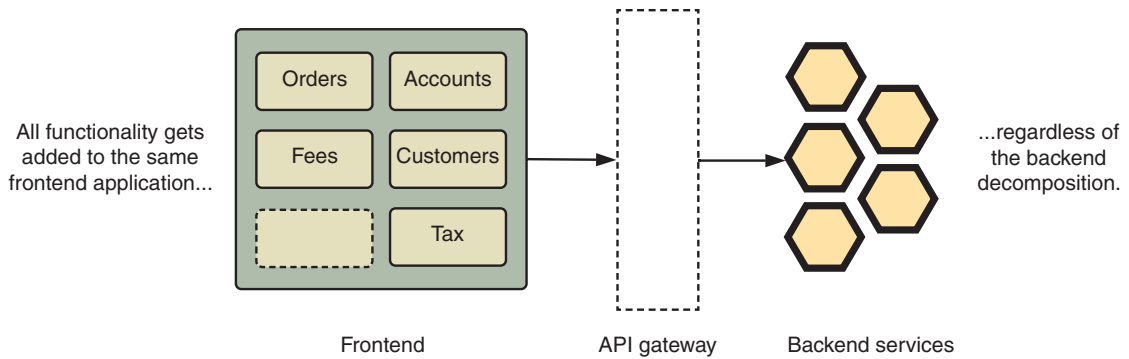 All functionality gets
added to the same
frontend application...
Orders
Accounts
Fees
Customers
Tax
...regardless of
the backend
decomposition.
Frontend
API gateway
Backend services